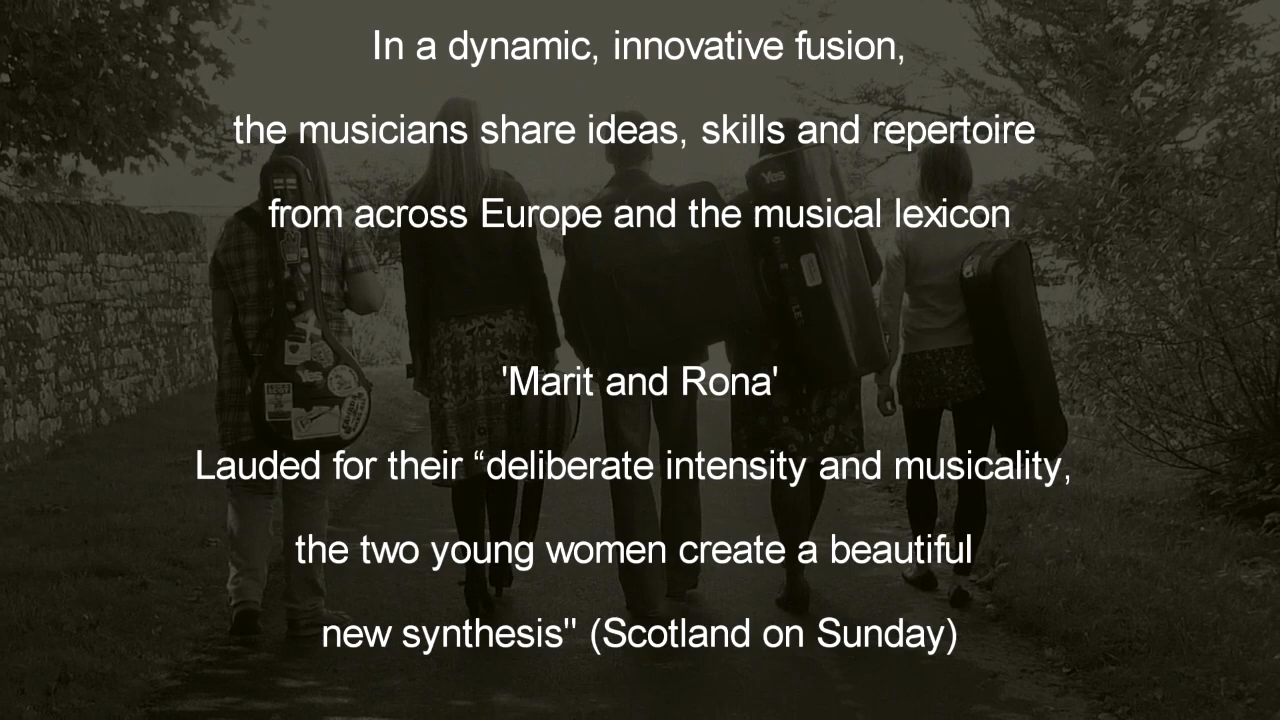 In a dynamic, innovative fusion,
the musicians share ideas, skills and repertoire
from across Europe and the musical lexicon
'Marit and Rona'
Lauded for their “deliberate intensity and musicality,
the two young women create a beautiful
new synthesis" (Scotland on Sunday)
Yes